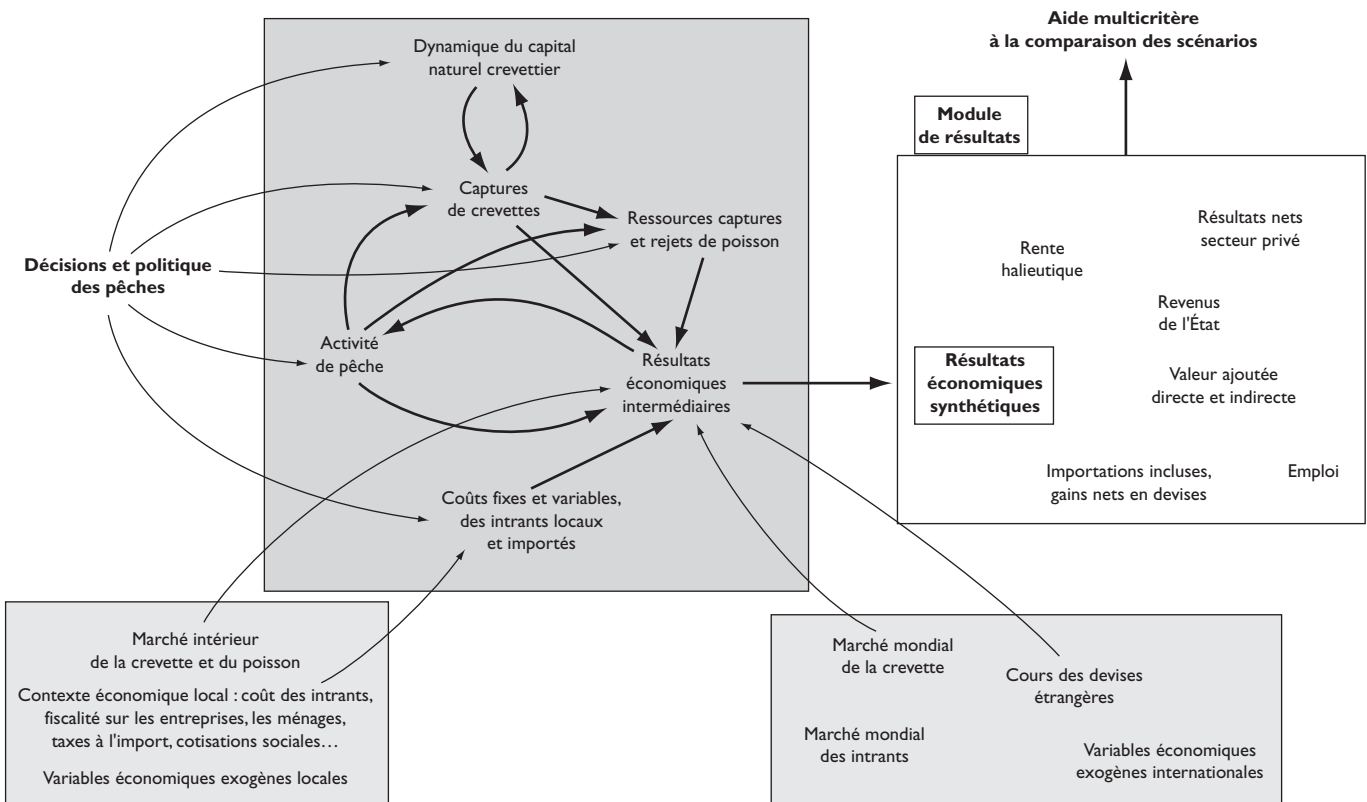 Aide multicritère
à la comparaison des scénarios
Dynamique du capital
naturel crevettier
Module
de résultats
Captures
de crevettes
Ressources captures
et rejets de poisson
Résultats nets
secteur privé
Rente
halieutique
Décisions et politique
des pêches
Revenus
de l'État
Activité
de pêche
Résultats
économiques
intermédiaires
Résultats
économiques
synthétiques
Valeur ajoutée
directe et indirecte
Importations incluses,
gains nets en devises
Emploi
Coûts fixes et variables,
des intrants locaux
et importés
Marché intérieur
de la crevette et du poisson
Contexte économique local : coût des intrants,
fiscalité sur les entreprises, les ménages,
taxes à l'import, cotisations sociales…
Variables économiques exogènes locales
Marché mondial
de la crevette
Cours des devises
étrangères
Marché mondial
des intrants
Variables économiques
exogènes internationales